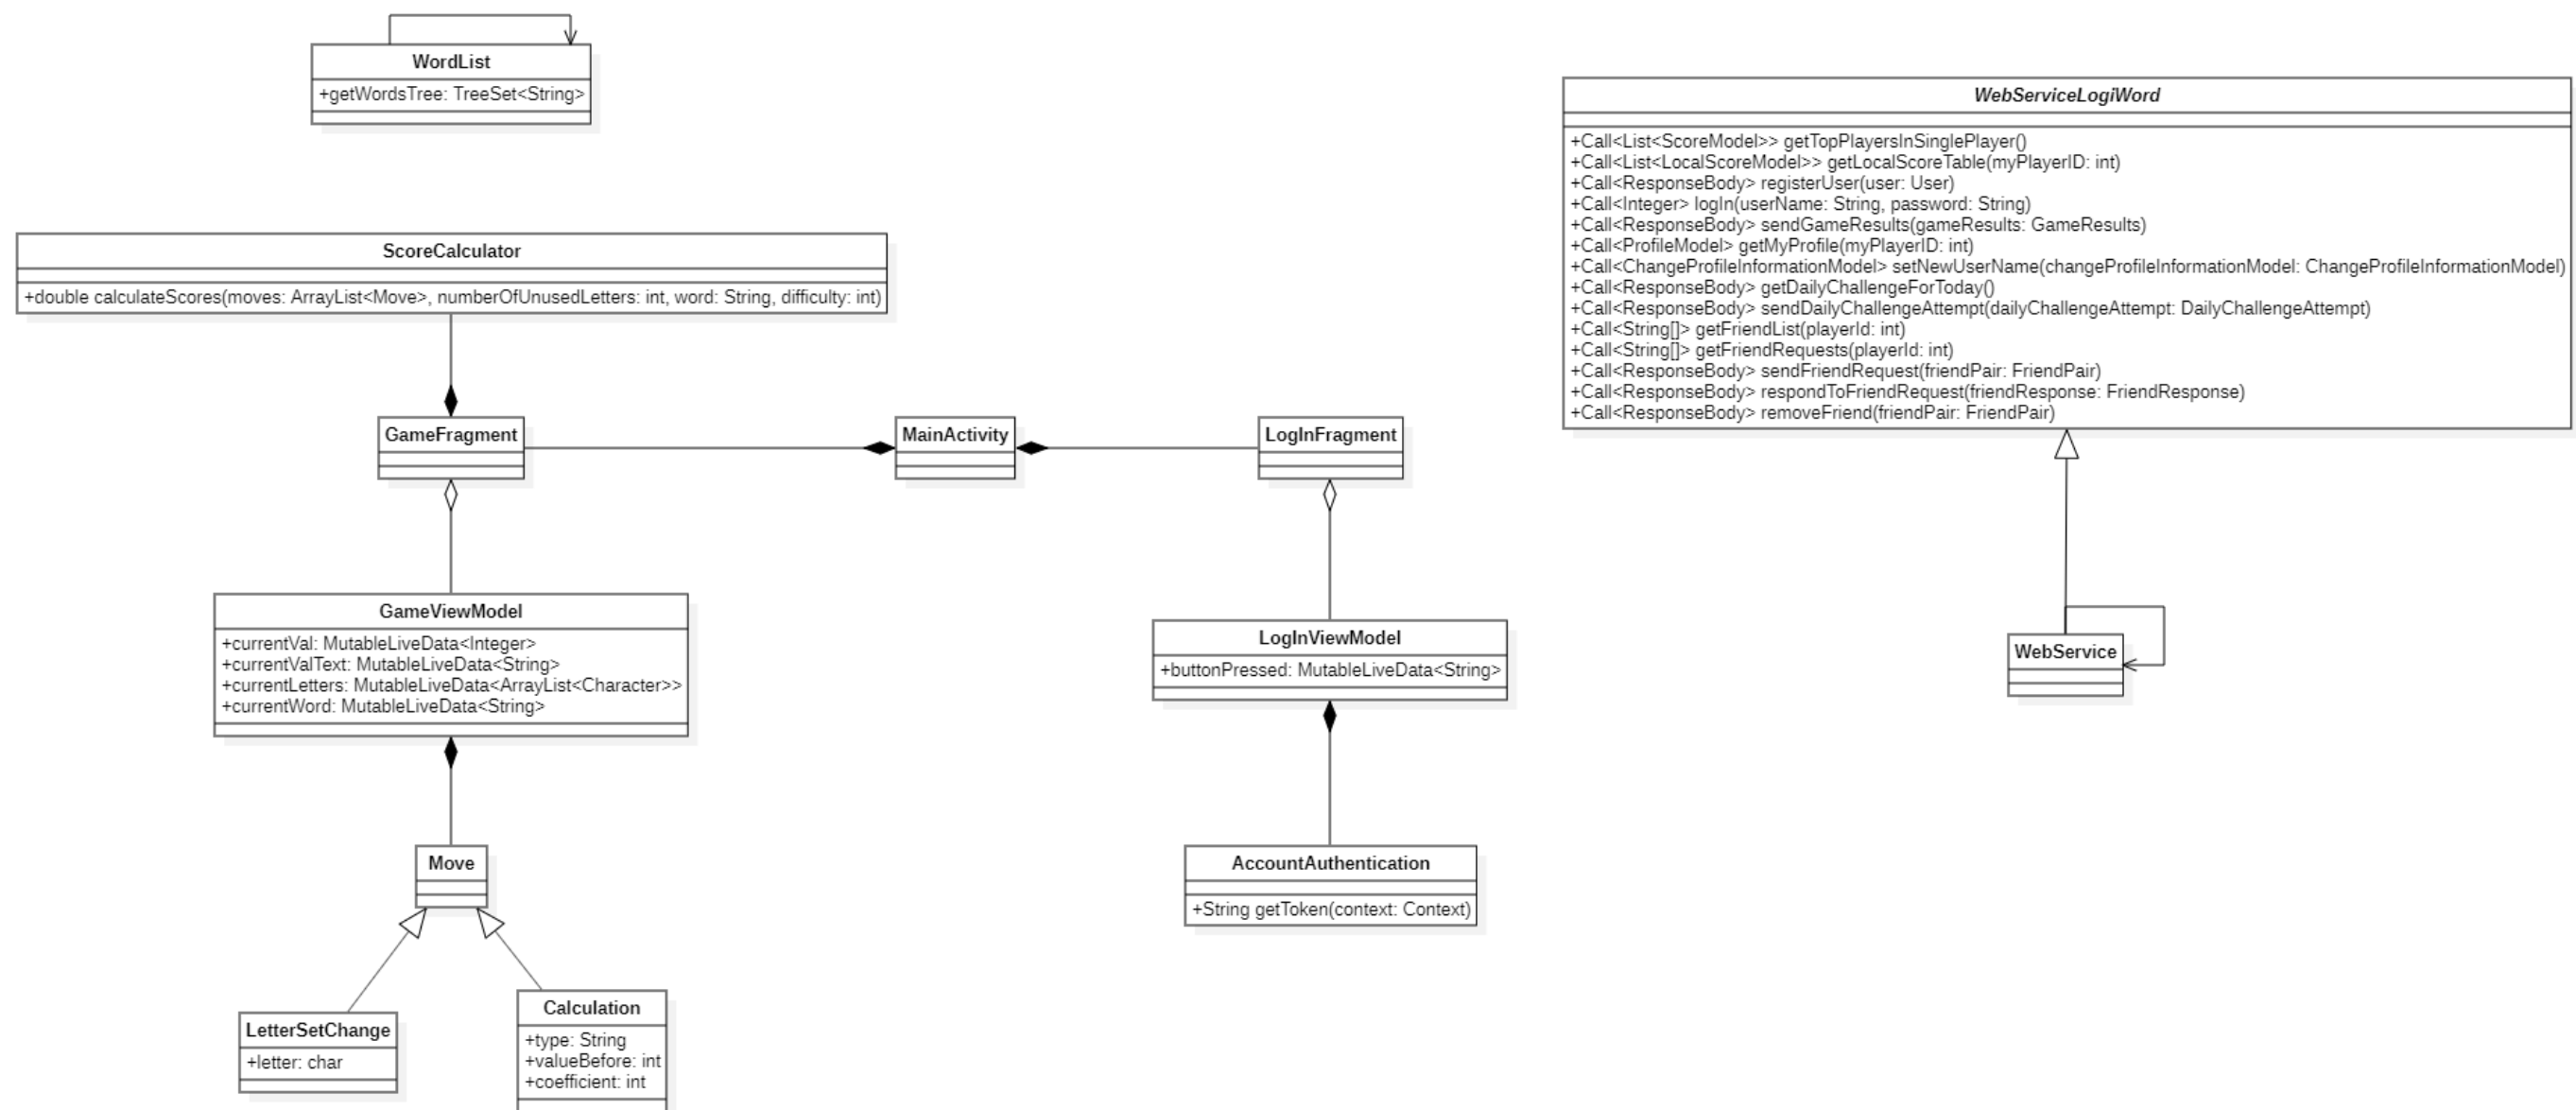 WordList
+getWordsTree: TreeSet<String>
ScoreCalculator
+double calculateScores(moves: ArrayList<Move>, numberOfUnusedLetters: int, word: String, difficulty: int)
GameFragment
MainActivity
LogInFragment
GameViewModel
+currentVal: MutableLiveData<Integer>
+currentValText: MutableLiveData<String>
+currentLetters: MutableLiveData<ArrayList<Character>>
+currentWord: MutableLiveData<String>
LogInViewModel
+buttonPressed: MutableLiveData<String>
Move
AccountAuthentication
+String getToken(context: Context)
LetterSetChange
+letter: char
Calculation
+type: String
+valueBefore: int
+coefficient: int
WebServiceLogiWord
+Call<List<ScoreModel>> getTopPlayersInSinglePlayer()
+Call<List<LocalScoreModel>> getLocalScoreTable(myPlayerID: int)
+Call<ResponseBody> registerUser(user: User)
+Call<Integer> logIn(userName: String, password: String)
+Call<ResponseBody> sendGameResults(gameResults: GameResults)
+Call<ProfileModel> getMyProfile(myPlayerID: int)
+Call<ChangeProfileInformationModel> setNewUserName(changeProfileInformationModel: ChangeProfileInformationModel)
+Call<ResponseBody> getDailyChallengeForToday()
+Call<ResponseBody> sendDailyChallengeAttempt(dailyChallengeAttempt: DailyChallengeAttempt)
+Call<String[]> getFriendList(playerId: int)
+Call<String[]> getFriendRequests(playerId: int)
+Call<ResponseBody> sendFriendRequest(friendPair: FriendPair)
+Call<ResponseBody> respondToFriendRequest(friendResponse: FriendResponse)
+Call<ResponseBody> removeFriend(friendPair: FriendPair)
WebService